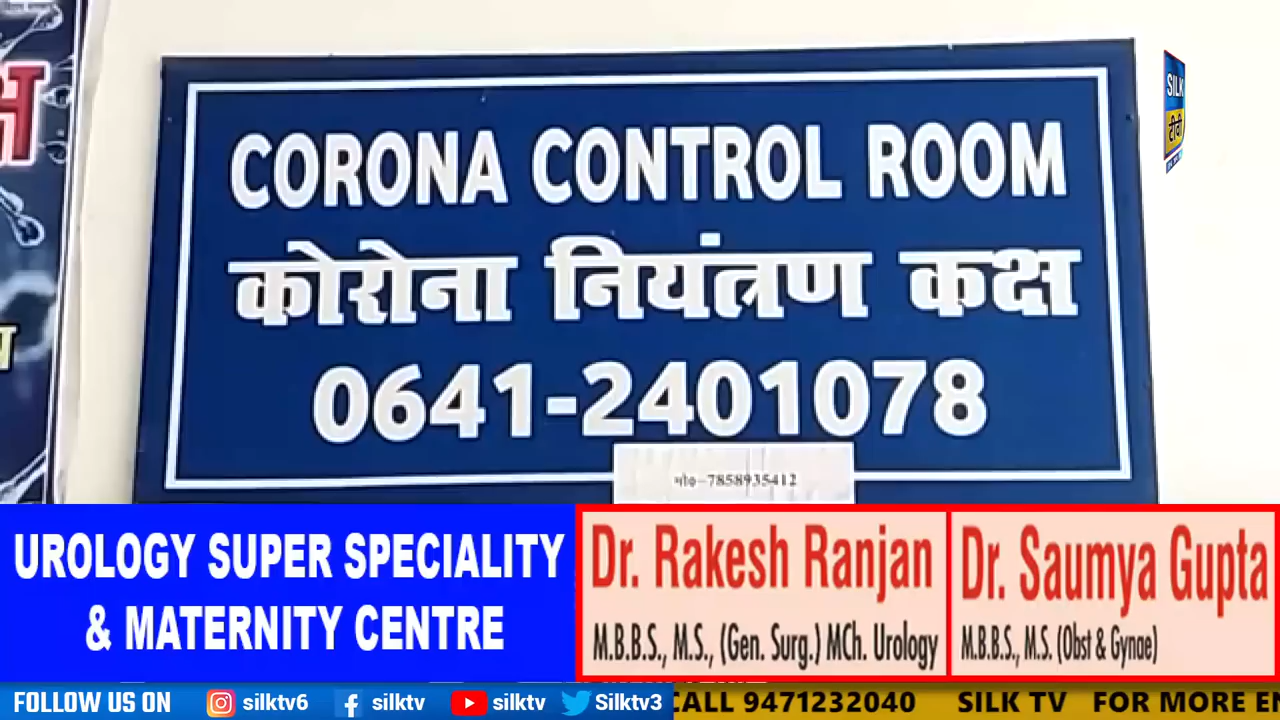 CORONA CONTROL ROOM
कोरोना नियंत्रण कक्ष
0641-2401078
मो0-7858935412
SILK
टीवी
UROLOGY SUPER SPECIALITY
& MATERNITY CENTRE
Dr. Rakesh Ranjan
M.B.B.S., M.S., (Gen. Surg.) MCh. Urology
Dr. Saumya Gupta
M.B.B.S., M.S. (Obst & Gynae)
FOLLOW US ON silktv6 silktv silktv Silktv3 CALL 9471232040 SILK TV FOR MORE